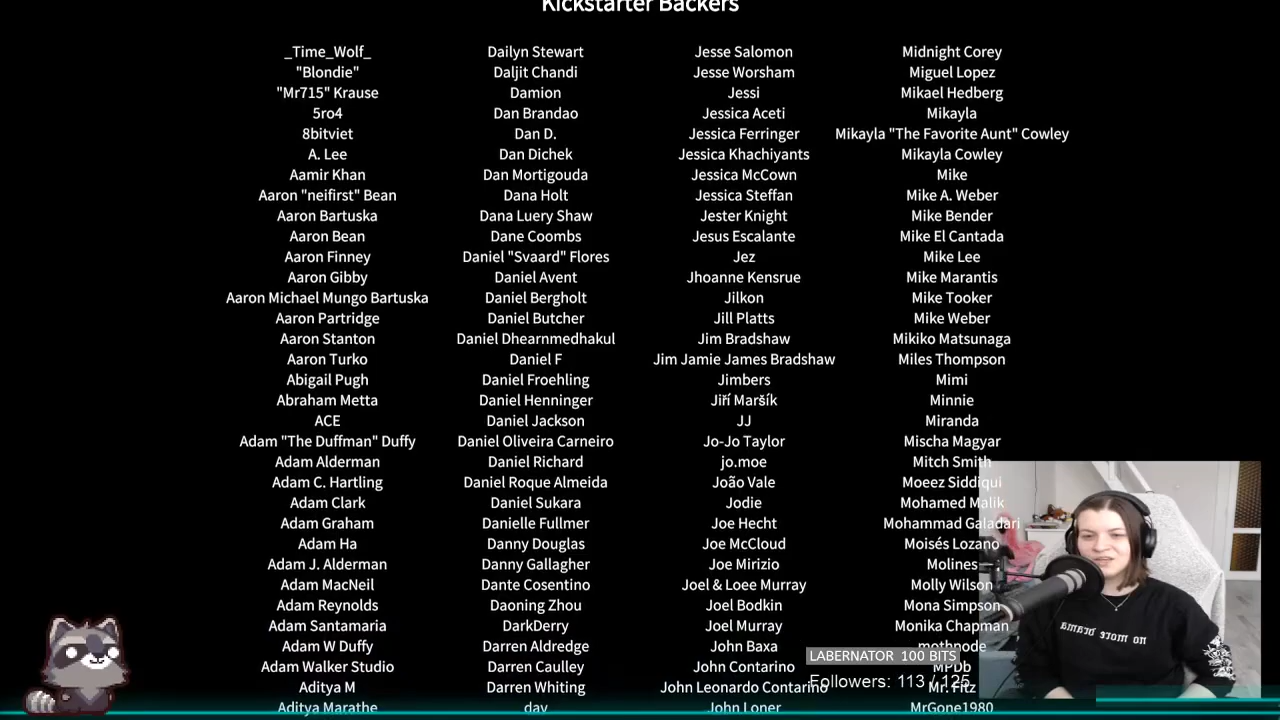 Kickstarter Backers
_Time_Wolf_
"Blondie"
"Mr715" Krause
5ro4
8bitviet
A. Lee
Aamir Khan
Aaron "neifirst" Bean
Aaron Bartuska
Aaron Bean
Aaron Finney
Aaron Gibby
Aaron Michael Mungo Bartuska
Aaron Partridge
Aaron Stanton
Aaron Turko
Abigail Pugh
Abraham Metta
ACE
Adam "The Duffman" Duffy
Adam Alderman
Adam C. Hartling
Adam Clark
Adam Graham
Adam Ha
Adam J. Alderman
Adam MacNeil
Adam Reynolds
Adam Santamaria
Adam W Duffy
Adam Walker Studio
Aditya M
Aditya Marathe
Dailyn Stewart
Daljit Chandi
Damion
Dan Brandao
Dan D.
Dan Dichek
Dan Mortigouda
Dana Holt
Dana Luery Shaw
Dane Coombs
Daniel "Svaard" Flores
Daniel Avent
Daniel Bergholt
Daniel Butcher
Daniel Dhearnmedhakul
Daniel F
Daniel Froehling
Daniel Henninger
Daniel Jackson
Daniel Oliveira Carneiro
Daniel Richard
Daniel Roque Almeida
Daniel Sukara
Danielle Fullmer
Danny Douglas
Danny Gallagher
Dante Cosentino
Daoning Zhou
DarkDerry
Darren Aldredge
Darren Caulley
Darren Whiting
day
Jesse Salomon
Jesse Worsham
Jessi
Jessica Aceti
Jessica Ferringer
Jessica Khachiyants
Jessica McCown
Jessica Steffan
Jester Knight
Jesus Escalante
Jez
Jhoanne Kensrue
Jilkon
Jill Platts
Jim Bradshaw
Jim Jamie James Bradshaw
Jimbers
Jiří Maršík
JJ
Jo-Jo Taylor
jo.moe
João Vale
Jodie
Joe Hecht
Joe McCloud
Joe Mirizio
Joel & Loee Murray
Joel Bodkin
Joel Murray
John Baxa
John Contarino
John Leonardo Contarino
John Loner
Midnight Corey
Miguel Lopez
Mikael Hedberg
Mikayla
Mikayla "The Favorite Aunt" Cowley
Mikayla Cowley
Mike
Mike A. Weber
Mike Bender
Mike El Cantada
Mike Lee
Mike Marantis
Mike Tooker
Mike Weber
Mikiko Matsunaga
Miles Thompson
Mimi
Minnie
Miranda
Mischa Magyar
Mitch Smith
Moeez Siddiqui
Mohamed Malik
Mohammad Galadari
Moisés Lozano
Molines
Molly Wilson
Mona Simpson
Monika Chapman
mothnode
MPDb
Mr. Fitz
MrGone1980
LABERNATOR 100 BITS
Followers: 113 / 125
no more drama